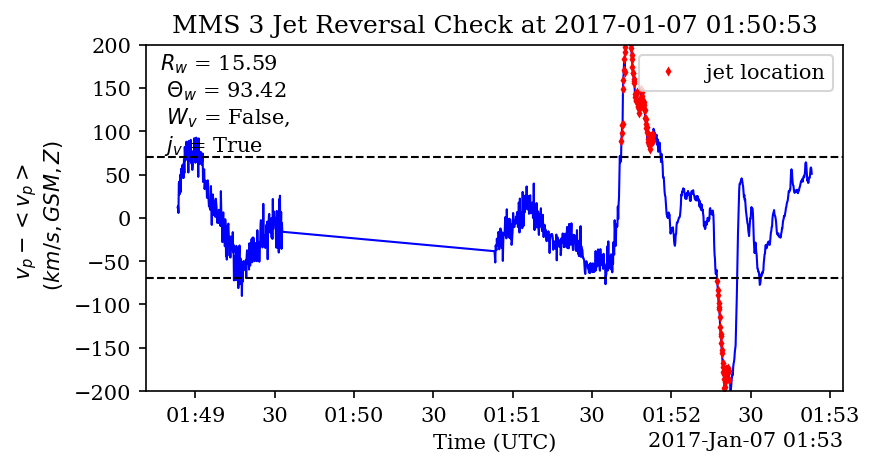 MMS 3 Jet Reversal Check at 2017-01-07 01:50:53
R_w = 15.59
Θ_w = 93.42
W_v = False,
j_v = True
jet location
v_p − < v_p >
(km/s, GSM, Z)
200
150
100
50
0
−50
−100
−150
−200
01:49 30 01:50 30 01:51 30 01:52 30 01:53
Time (UTC)
2017-Jan-07 01:53